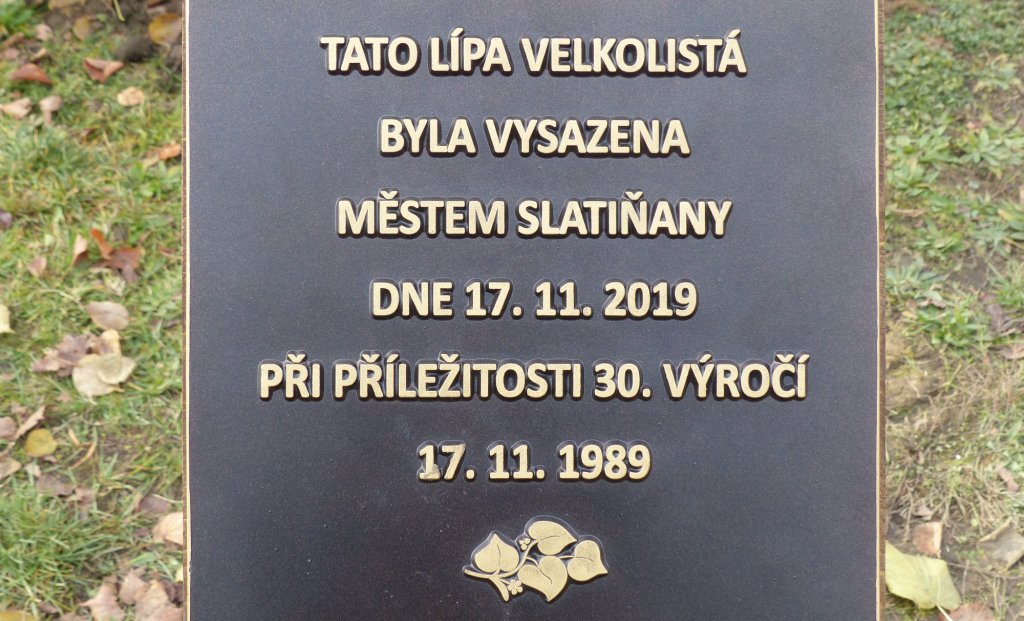 TATO LÍPA VELKOLISTÁ
BYLA VYSAZENA
MĚSTEM SLATIŇANY
DNE 17. 11. 2019
PŘI PŘÍLEŽITOSTI 30. VÝROČÍ
17. 11. 1989